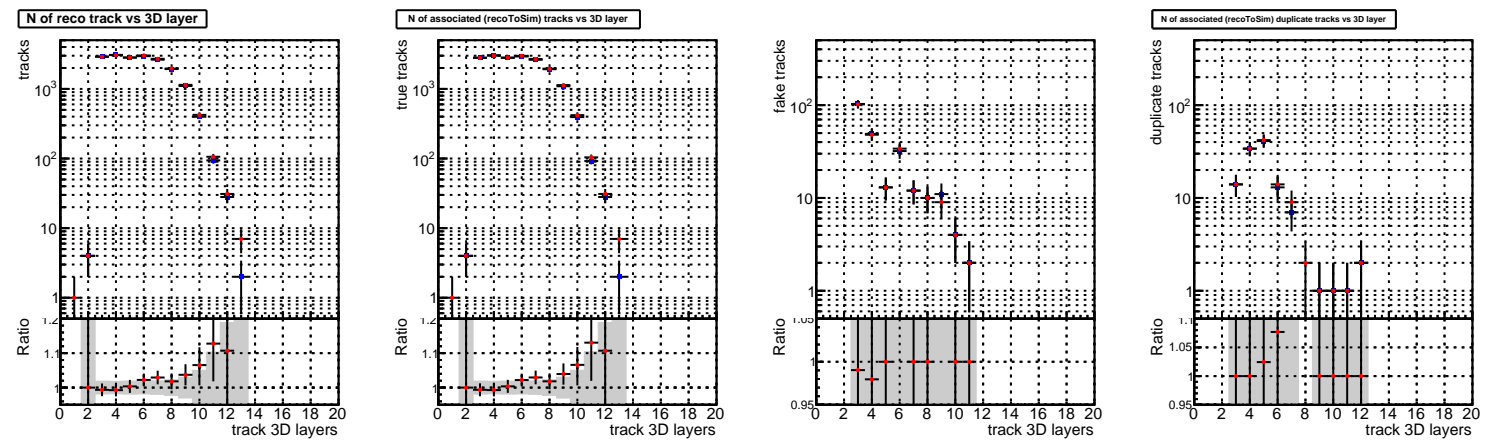 N of reco track vs 3D layer
tracks
10³
10²
10
1
Ratio
1.2
1.1
1
0 2 4 6 8 10 12 14 16 18 20
track 3D layers
N of associated (recoToSim) tracks vs 3D layer
true tracks
10³
10²
10
1
Ratio
1.2
1.1
1
0 2 4 6 8 10 12 14 16 18 20
track 3D layers
fake tracks
10²
10
1
Ratio
1.05
1
0.95
0 2 4 6 8 10 12 14 16 18 20
track 3D layers
N of associated (recoToSim) duplicate tracks vs 3D layer
duplicate tracks
10²
10
1
Ratio
1.1
1.05
1
0.95
0 2 4 6 8 10 12 14 16 18 20
track 3D layers